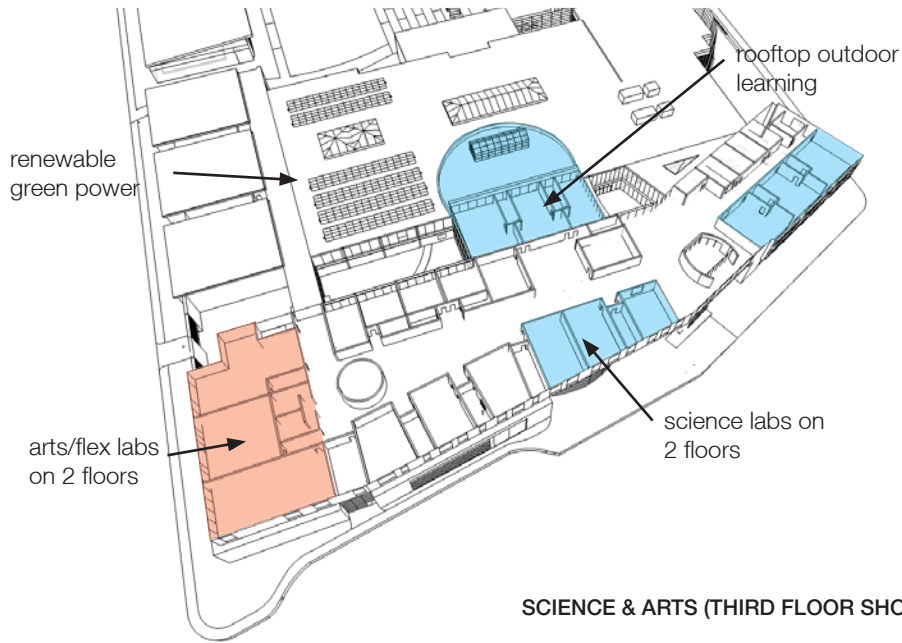 rooftop outdoor
learning
renewable
green power
arts/flex labs
on 2 floors
science labs on
2 floors
SCIENCE & ARTS (THIRD FLOOR SHO